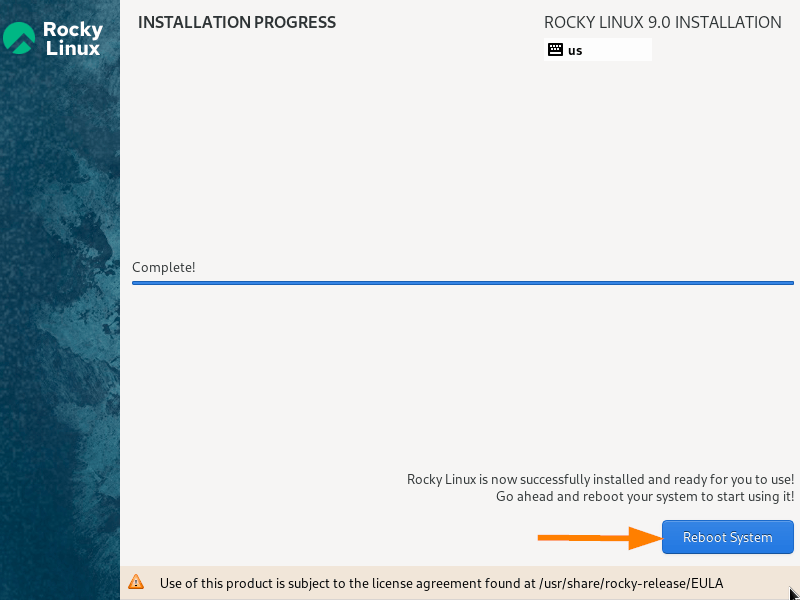 Rocky
Linux
INSTALLATION PROGRESS
ROCKY LINUX 9.0 INSTALLATION
us
Complete!
Rocky Linux is now successfully installed and ready for you to use!
Go ahead and reboot your system to start using it!
Reboot System
Use of this product is subject to the license agreement found at /usr/share/rocky-release/EULA